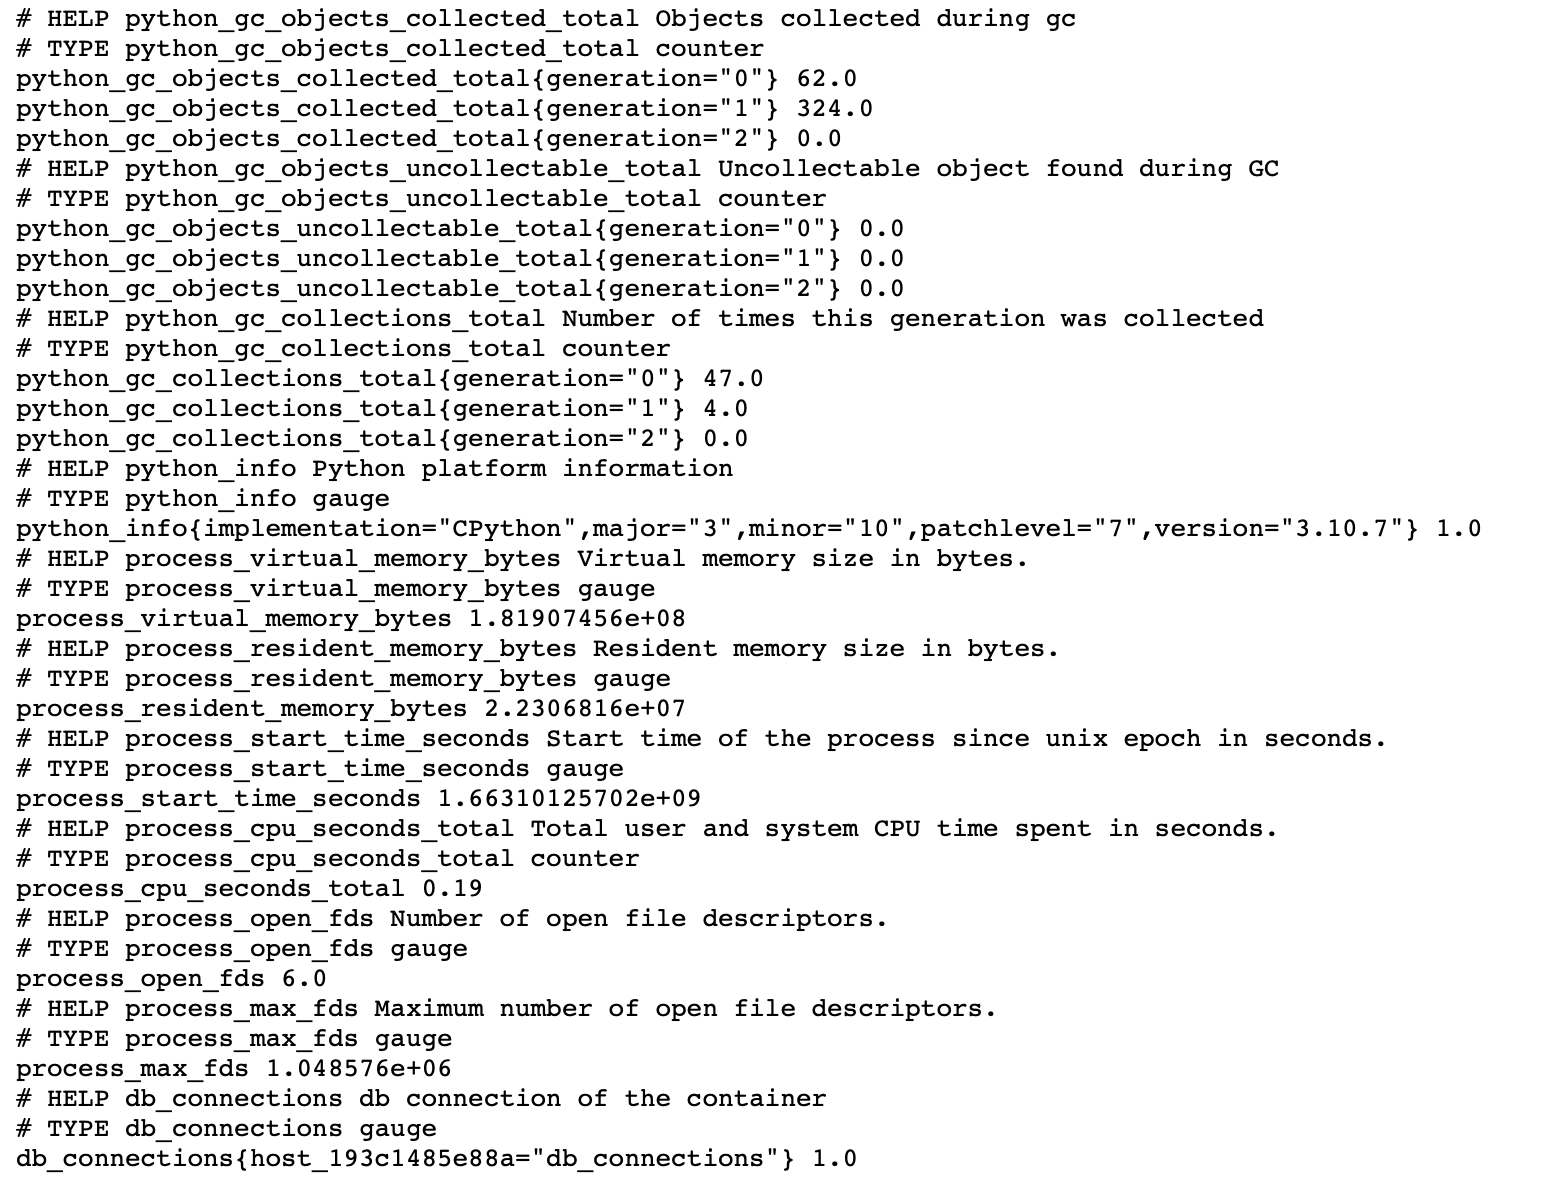 # HELP python_gc_objects_collected_total Objects collected during gc
# TYPE python_gc_objects_collected_total counter
python_gc_objects_collected_total{generation="0"} 62.0
python_gc_objects_collected_total{generation="1"} 324.0
python_gc_objects_collected_total{generation="2"} 0.0
# HELP python_gc_objects_uncollectable_total Uncollectable object found during GC
# TYPE python_gc_objects_uncollectable_total counter
python_gc_objects_uncollectable_total{generation="0"} 0.0
python_gc_objects_uncollectable_total{generation="1"} 0.0
python_gc_objects_uncollectable_total{generation="2"} 0.0
# HELP python_gc_collections_total Number of times this generation was collected
# TYPE python_gc_collections_total counter
python_gc_collections_total{generation="0"} 47.0
python_gc_collections_total{generation="1"} 4.0
python_gc_collections_total{generation="2"} 0.0
# HELP python_info Python platform information
# TYPE python_info gauge
python_info{implementation="CPython",major="3",minor="10",patchlevel="7",version="3.10.7"} 1.0
# HELP process_virtual_memory_bytes Virtual memory size in bytes.
# TYPE process_virtual_memory_bytes gauge
process_virtual_memory_bytes 1.81907456e+08
# HELP process_resident_memory_bytes Resident memory size in bytes.
# TYPE process_resident_memory_bytes gauge
process_resident_memory_bytes 2.2306816e+07
# HELP process_start_time_seconds Start time of the process since unix epoch in seconds.
# TYPE process_start_time_seconds gauge
process_start_time_seconds 1.66310125702e+09
# HELP process_cpu_seconds_total Total user and system CPU time spent in seconds.
# TYPE process_cpu_seconds_total counter
process_cpu_seconds_total 0.19
# HELP process_open_fds Number of open file descriptors.
# TYPE process_open_fds gauge
process_open_fds 6.0
# HELP process_max_fds Maximum number of open file descriptors.
# TYPE process_max_fds gauge
process_max_fds 1.048576e+06
# HELP db_connections db connection of the container
# TYPE db_connections gauge
db_connections{host_193c1485e88a="db_connections"} 1.0